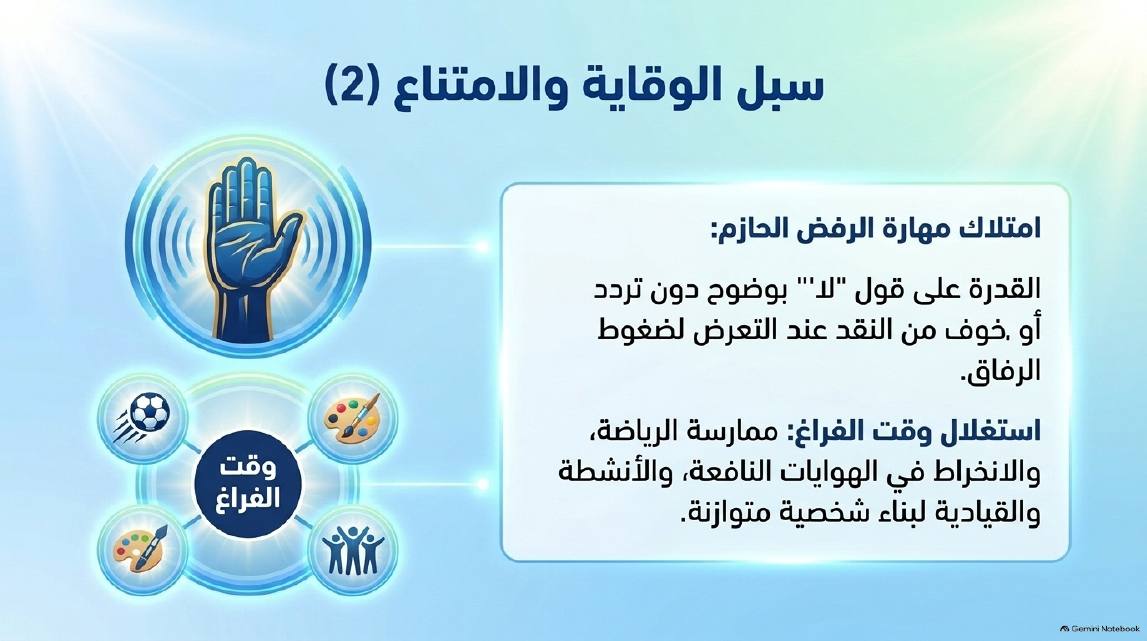 سبل الوقاية والامتناع (2)
امتلاك مهارة الرفض الحازم:
القدرة على قول "لا'" بوضوح دون تردد
أو .خوف من النقد عند التعرض لضغوط
الرفاق.
استغلال وقت الفراغ: ممارسة الرياضة،
والانخراط في الهوايات النافعة، والأنشطة
والقيادية لبناء شخصية متوازنة.
وقت
الفراغ
Gemini Notebook